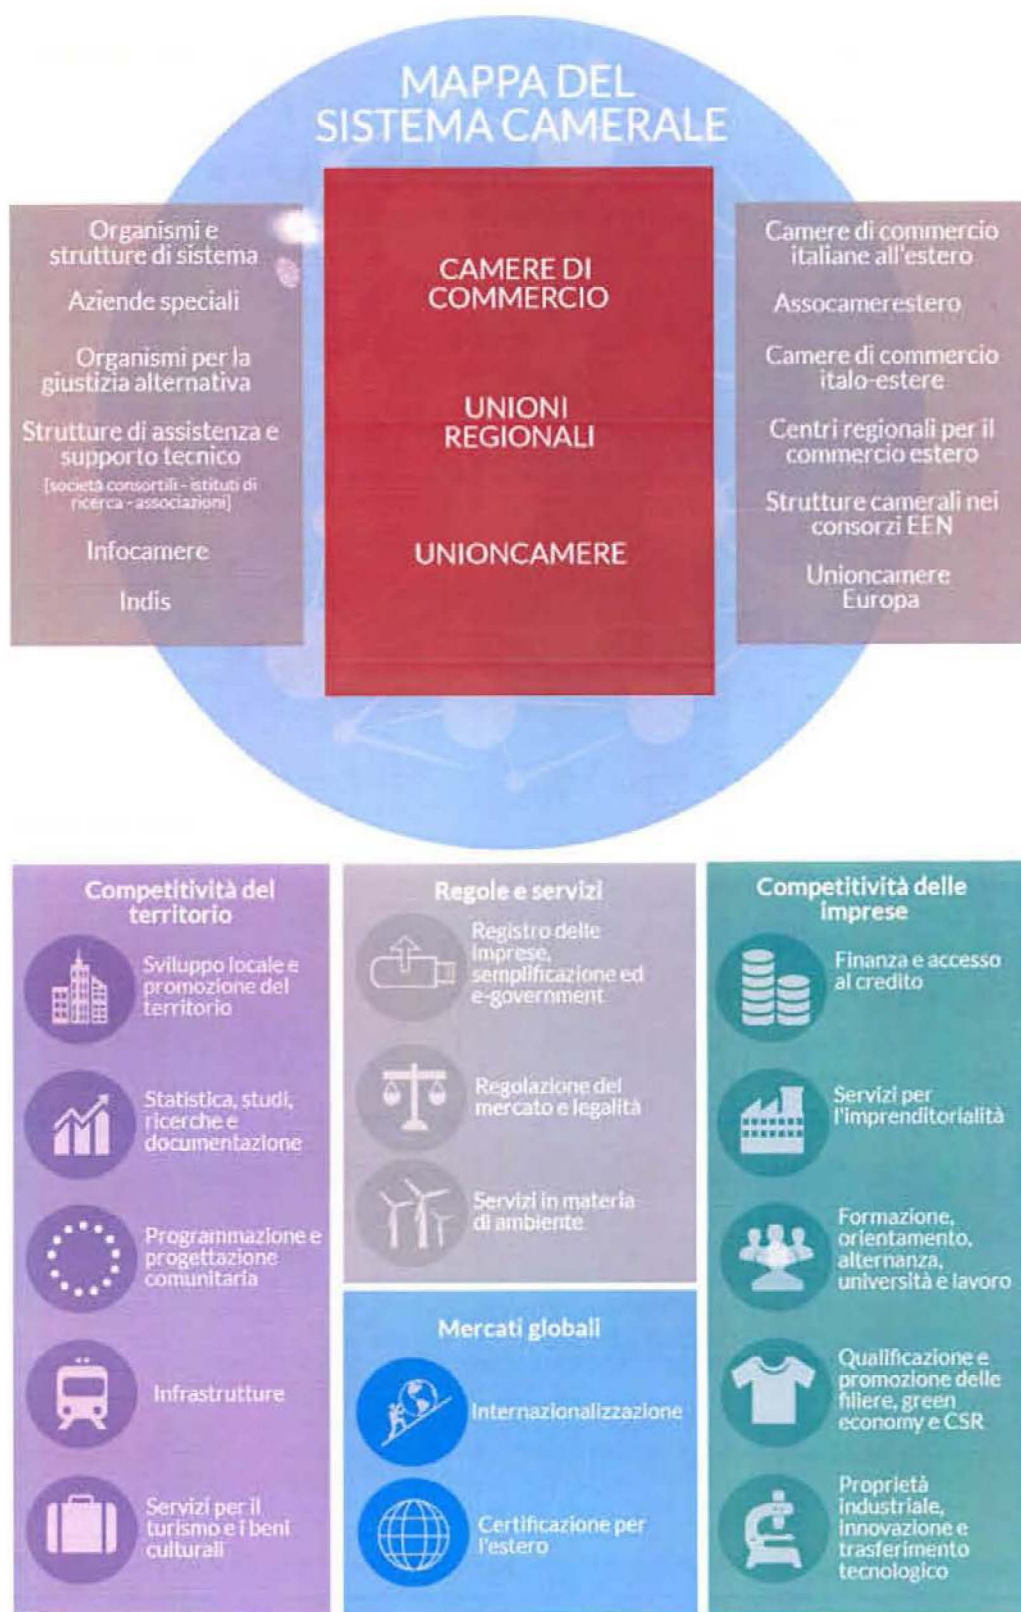 MAPPA DEL
SISTEMA CAMERALE
Organismi e
strutture di sistema
Aziende speciali
Organismi per la
giustizia alternativa
Strutture di assistenza e
supporto tecnico
[società consortili - istituti di
ricerca - associazioni]
Infocamere
Indis
CAMERE DI
COMMERCIO
UNIONI
REGIONALI
UNIONCAMERE
Camere di commercio
italiane all'estero
Assocamerestero
Camere di commercio
italo-estere
Centri regionali per il
commercio estero
Strutture camerali nei
consorzi EEN
Unioncamere
Europa
Competitività del
territorio
Sviluppo locale e
promozione del
territorio
Statistica, studi,
ricerche e
documentazione
Programmazione e
progettazione
comunitaria
Infrastrutture
Servizi per il
turismo e i beni
culturali
Regole e servizi
Registro delle
imprese,
semplificazione ed
e-government
Regolazione del
mercato e legalità
Servizi in materia
di ambiente
Mercati globali
Internazionalizzazione
Certificazione per
l'estero
Competitività delle
imprese
Finanza e accesso
al credito
Servizi per
l'imprenditorialità
Formazione,
orientamento,
alternanza,
università e lavoro
Qualificazione e
promozione delle
filiere, green
economy e CSR
Proprietà
industriale,
innovazione e
trasferimento
tecnologico